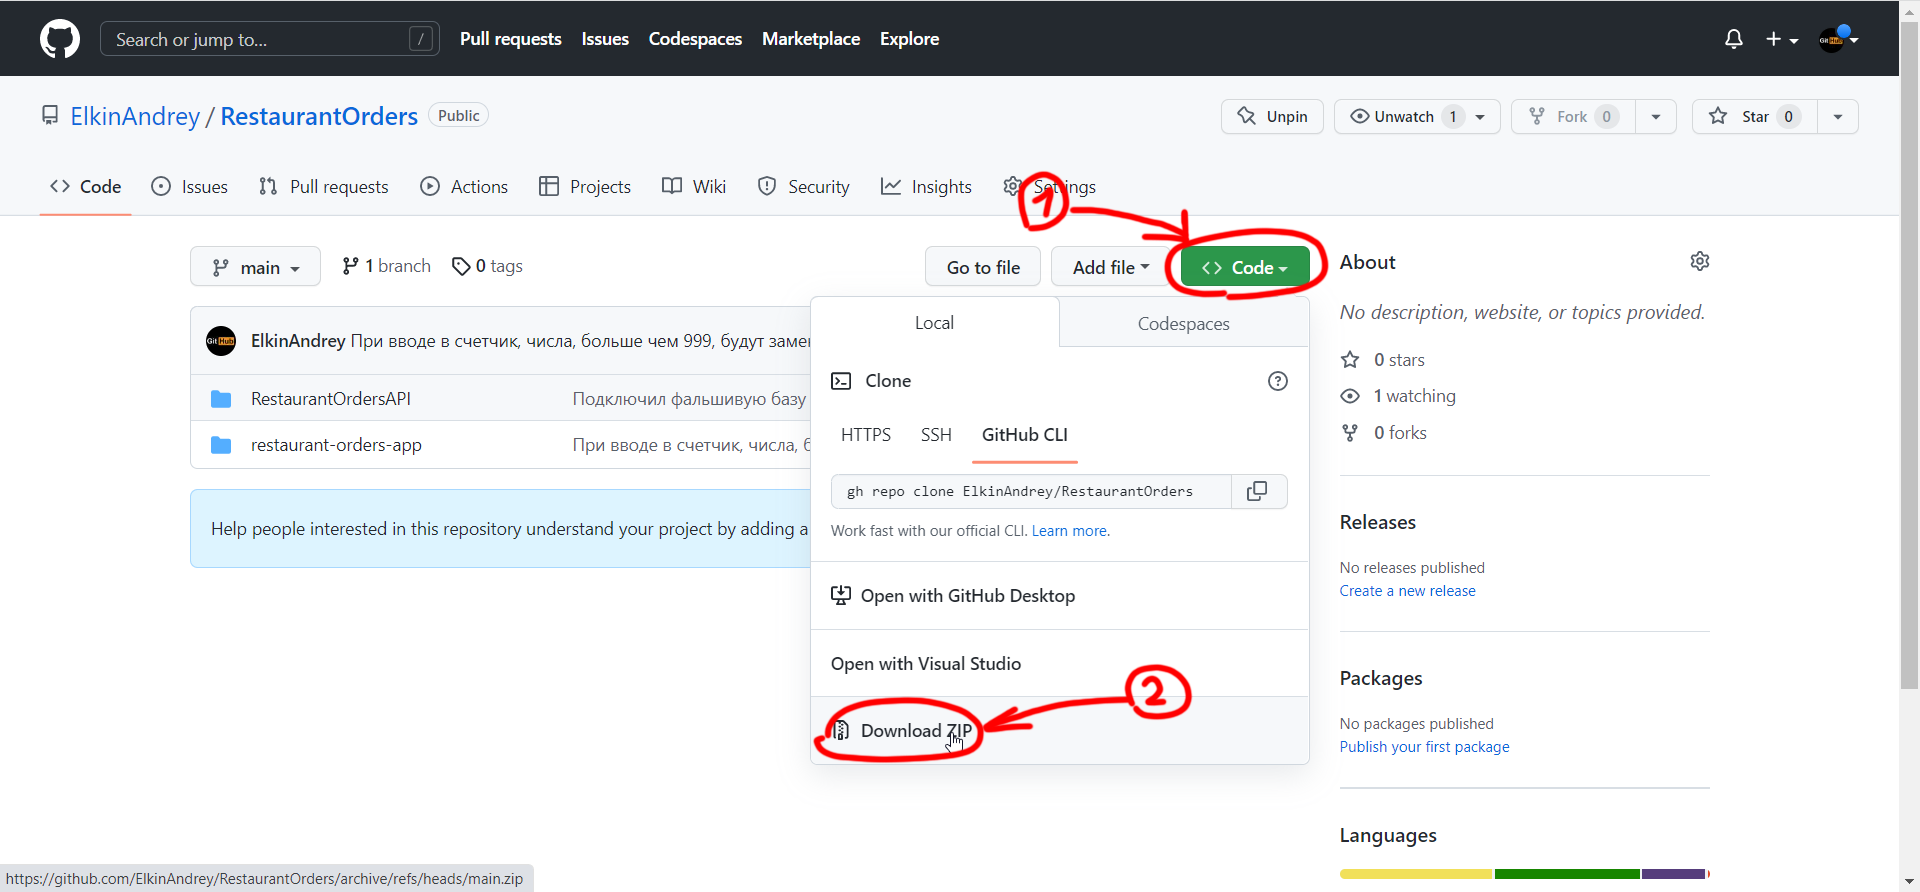 Search or jump to... /
Pull requests Issues Codespaces Marketplace Explore
GitHub
ElkinAndrey / RestaurantOrders Public
Unpin Unwatch 1 Fork 0 Star 0
Code Issues Pull requests Actions Projects Wiki Security Insights Settings
1
main 1 branch 0 tags
Go to file Add file Code
GitHub
ElkinAndrey При вводе в счетчик, числа, больше чем 999, будут заме
RestaurantOrdersAPI Подключил фальшивую базу
restaurant-orders-app При вводе в счетчик, числа, б
Help people interested in this repository understand your project by adding a
Local Codespaces
Clone
HTTPS SSH GitHub CLI
gh repo clone ElkinAndrey/RestaurantOrders
Work fast with our official CLI. Learn more.
Open with GitHub Desktop
Open with Visual Studio
2
Download ZIP
About
No description, website, or topics provided.
0 stars
1 watching
0 forks
Releases
No releases published
Create a new release
Packages
No packages published
Publish your first package
Languages
https://github.com/ElkinAndrey/RestaurantOrders/archive/refs/heads/main.zip